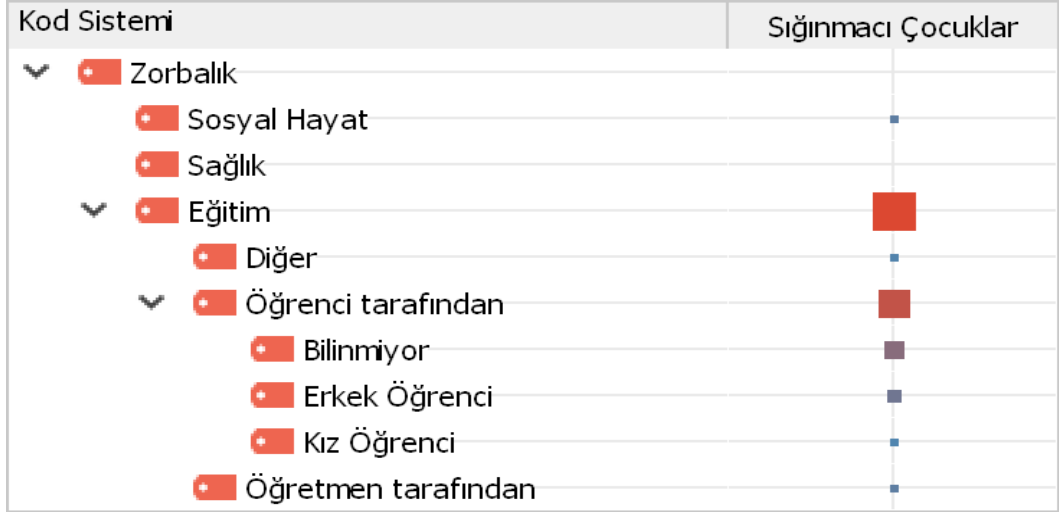 Kod Sistemi
Sığınmacı Çocuklar
Zorbalık
Sosyal Hayat
Sağlık
Eğitim
Diğer
Öğrenci tarafından
Bilinmiyor
Erkek Öğrenci
Kız Öğrenci
Öğretmen tarafından